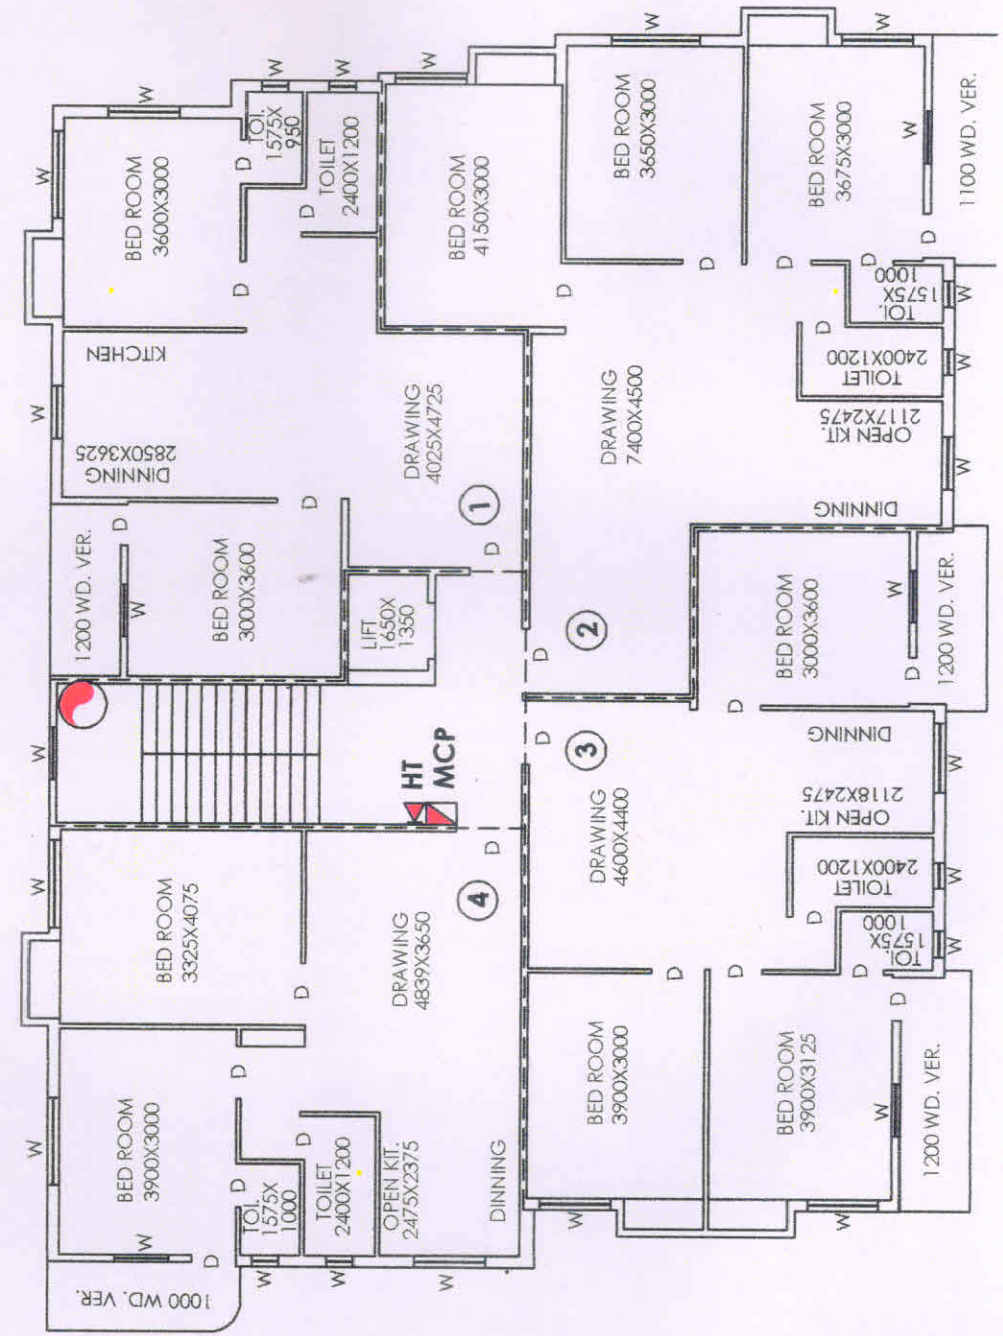 W
W
BED ROOM
3600X3000
D
TOI.
1575X
950
W
W
TOILET
2400X1200
D
D
KITCHEN
DINNING
2850X3625
W
DRAWING
4025X4725
1
D
1200 WD. VER.
D
W
BED ROOM
3000X3600
D
LIFT
1650X
1350
W
HT
MCP
W
BED ROOM
4150X3000
D
W
BED ROOM
3650X3000
D
W
BED ROOM
3675X3000
W
D
D
1100 WD. VER.
D
TOI.
1575X
1000
W
D
TOILET
2400X1200
W
OPEN KIT.
2117X2475
W
DINNING
DRAWING
7400X4500
2
D
BED ROOM
3000X3600
W
D
1200 WD. VER.
D
3
D
DRAWING
4600X4400
DINNING
OPEN KIT.
2118X2475
W
TOILET
2400X1200
W
D
TOI.
1575X
1000
W
D
D
D
BED ROOM
3900X3000
W
D
BED ROOM
3900X3125
W
W
1200 WD. VER.
W
BED ROOM
3325X4075
D
4
D
DRAWING
4839X3650
W
BED ROOM
3900X3000
D
W
D
1000 WD. VER.
D
TOI.
1575X
1000
W
D
TOILET
2400X1200
W
OPEN KIT.
2475X2375
W
DINNING